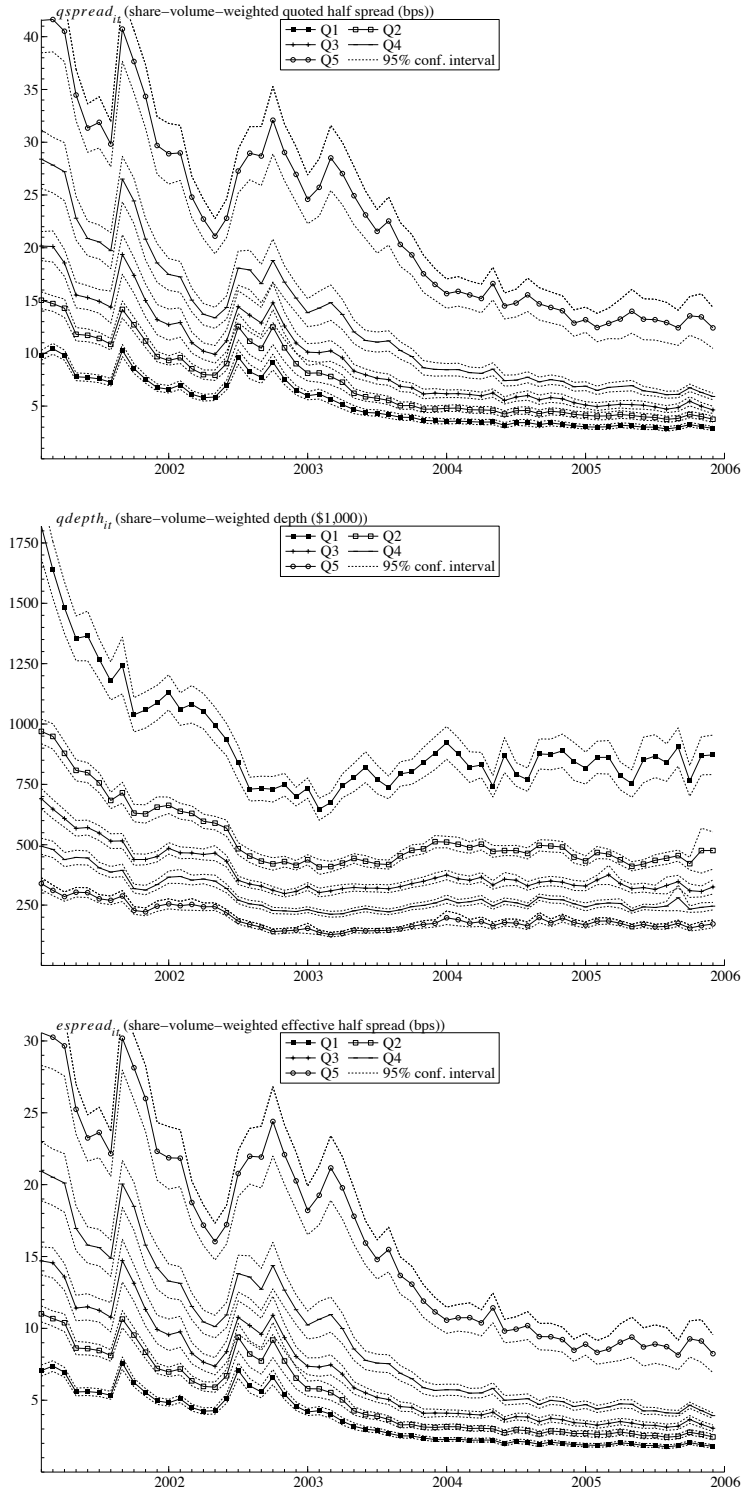 qspread_it (share−volume−weighted quoted half spread (bps))
Q1 Q2
Q3 Q4
Q5 95% conf. interval
40
35
30
25
20
15
10
5
2002 2003 2004 2005 2006
qdepth_it (share−volume−weighted depth ($1,000))
Q1 Q2
Q3 Q4
Q5 95% conf. interval
1750
1500
1250
1000
750
500
250
2002 2003 2004 2005 2006
espread_it (share−volume−weighted effective half spread (bps))
Q1 Q2
Q3 Q4
Q5 95% conf. interval
30
25
20
15
10
5
2002 2003 2004 2005 2006